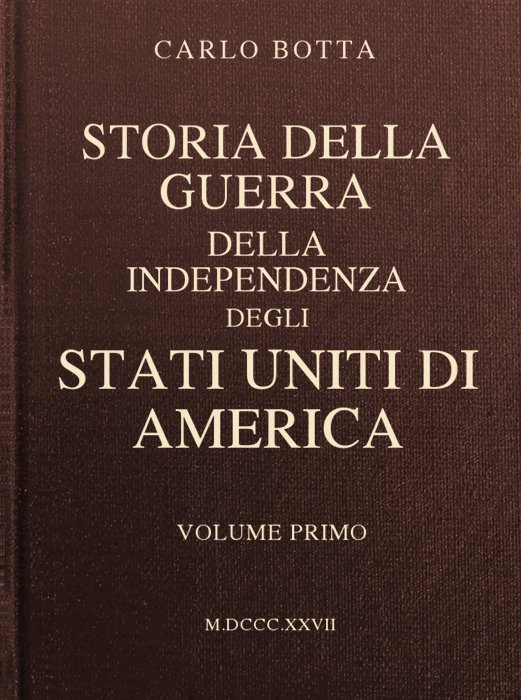 CARLO BOTTA
STORIA DELLA
GUERRA
DELLA
INDEPENDENZA
DEGLI
STATI UNITI DI
AMERICA
VOLUME PRIMO
M.DCCC.XXVII